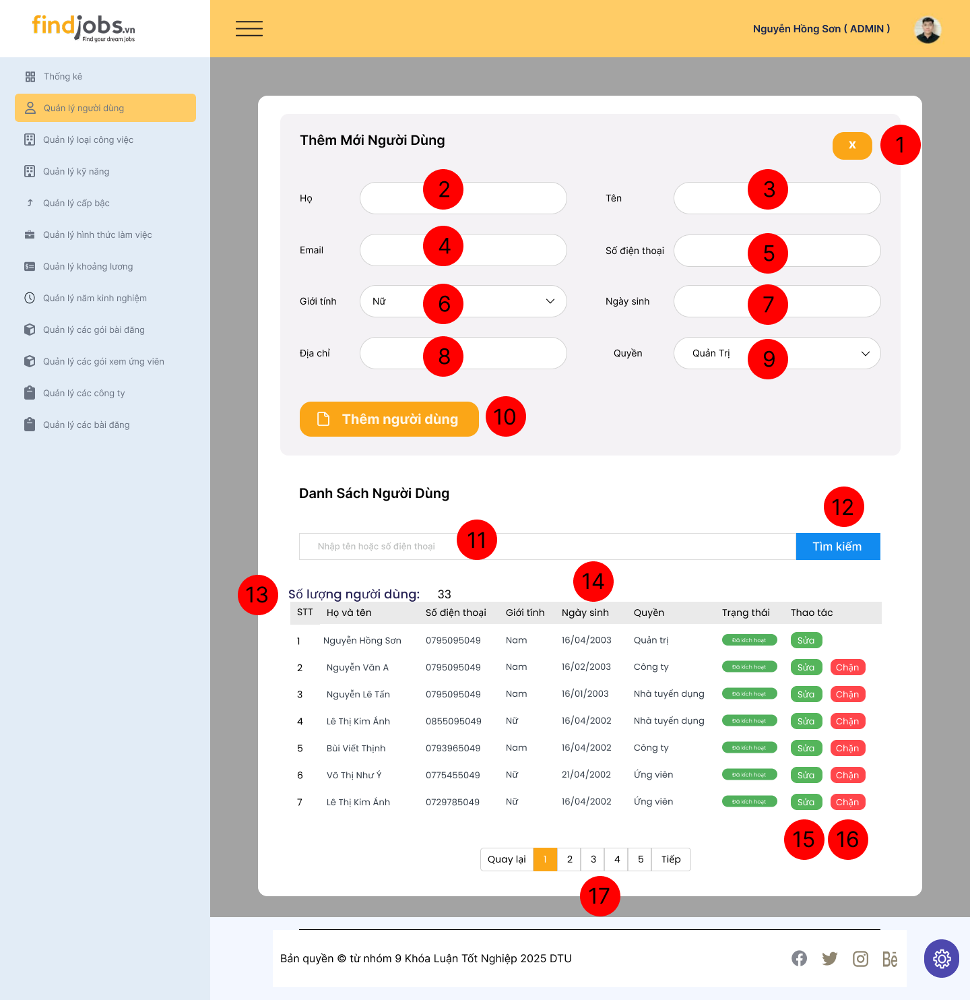 findjobs.vn
Find your dream jobs
Nguyễn Hồng Sơn ( ADMIN )
Thống kê
Quản lý người dùng
Quản lý loại công việc
Quản lý kỹ năng
Quản lý cấp bậc
Quản lý hình thức làm việc
Quản lý khoảng lương
Quản lý năm kinh nghiệm
Quản lý các gói bài đăng
Quản lý các gói xem ứng viên
Quản lý các công ty
Quản lý các bài đăng
Thêm Mới Người Dùng
X
1
Họ
2
Tên
3
Email
4
Số điện thoại
5
Giới tính
Nữ
6
Ngày sinh
7
Địa chỉ
8
Quyền
Quản Trị
9
Thêm người dùng
10
Danh Sách Người Dùng
12
Nhập tên hoặc số điện thoại
11
Tìm kiếm
14
13
Số lượng người dùng: 33
STT Họ và tên Số điện thoại Giới tính Ngày sinh Quyền Trạng thái Thao tác
1 Nguyễn Hồng Sơn 0795095049 Nam 16/04/2003 Quản trị Đã kích hoạt Sửa
2 Nguyễn Văn A 0795095049 Nam 16/02/2003 Công ty Đã kích hoạt Sửa Chặn
3 Nguyễn Lê Tấn 0795095049 Nam 16/01/2003 Nhà tuyển dụng Đã kích hoạt Sửa Chặn
4 Lê Thị Kim Ánh 0855095049 Nữ 16/04/2002 Nhà tuyển dụng Đã kích hoạt Sửa Chặn
5 Bùi Viết Thịnh 0793965049 Nam 16/04/2002 Công ty Đã kích hoạt Sửa Chặn
6 Võ Thị Như Ý 0775455049 Nữ 21/04/2002 Ứng viên Đã kích hoạt Sửa Chặn
7 Lê Thị Kim Ánh 0729785049 Nữ 16/04/2002 Ứng viên Đã kích hoạt Sửa Chặn
15 16
Quay lại 1 2 3 4 5 Tiếp
17
Bản quyền © từ nhóm 9 Khóa Luận Tốt Nghiệp 2025 DTU